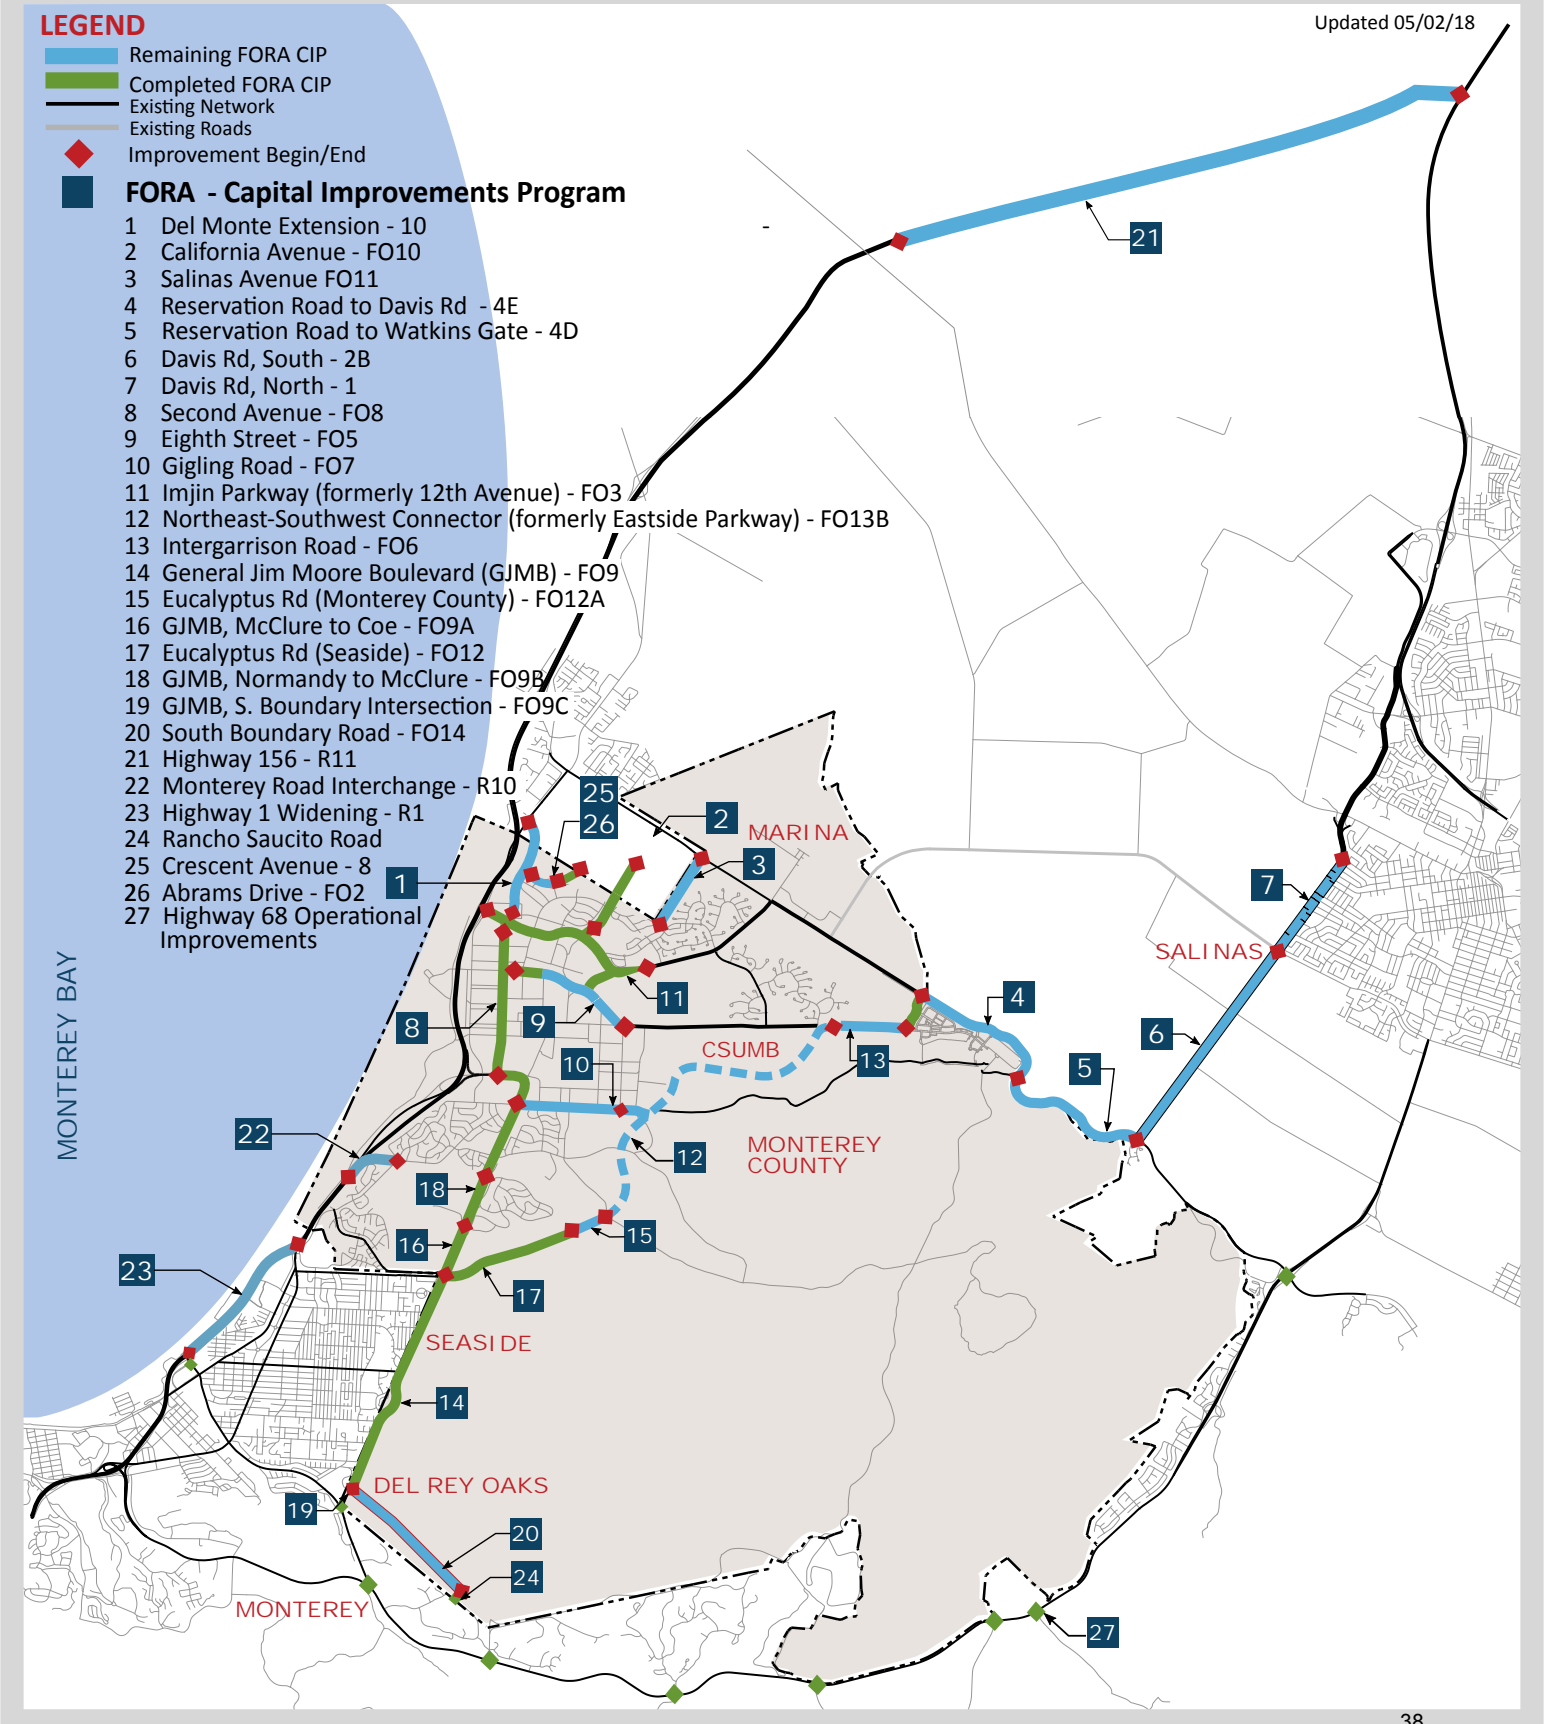 LEGEND
Remaining FORA CIP
Completed FORA CIP
Existing Network
Existing Roads
Improvement Begin/End
FORA - Capital Improvements Program
1 Del Monte Extension - 10
2 California Avenue - FO10
3 Salinas Avenue FO11
4 Reservation Road to Davis Rd - 4E
5 Reservation Road to Watkins Gate - 4D
6 Davis Rd, South - 2B
7 Davis Rd, North - 1
8 Second Avenue - FO8
9 Eighth Street - FO5
10 Gigling Road - FO7
11 Imjin Parkway (formerly 12th Avenue) - FO3
12 Northeast-Southwest Connector (formerly Eastside Parkway) - FO13B
13 Intergarrison Road - FO6
14 General Jim Moore Boulevard (GJMB) - FO9
15 Eucalyptus Rd (Monterey County) - FO12A
16 GJMB, McClure to Coe - FO9A
17 Eucalyptus Rd (Seaside) - FO12
18 GJMB, Normandy to McClure - FO9B
19 GJMB, S. Boundary Intersection - FO9C
20 South Boundary Road - FO14
21 Highway 156 - R11
22 Monterey Road Interchange - R10
23 Highway 1 Widening - R1
24 Rancho Saucito Road
25 Crescent Avenue - 8
26 Abrams Drive - FO2
27 Highway 68 Operational
Improvements
Updated 05/02/18
-
21
25
26
2
MARINA
3
1
7
SALINAS
MONTEREY BAY
11
4
8
9
CSUMB
6
10
13
5
22
12
MONTEREY
COUNTY
18
16
15
23
17
SEASIDE
14
DEL REY OAKS
19
20
24
MONTEREY
27
38